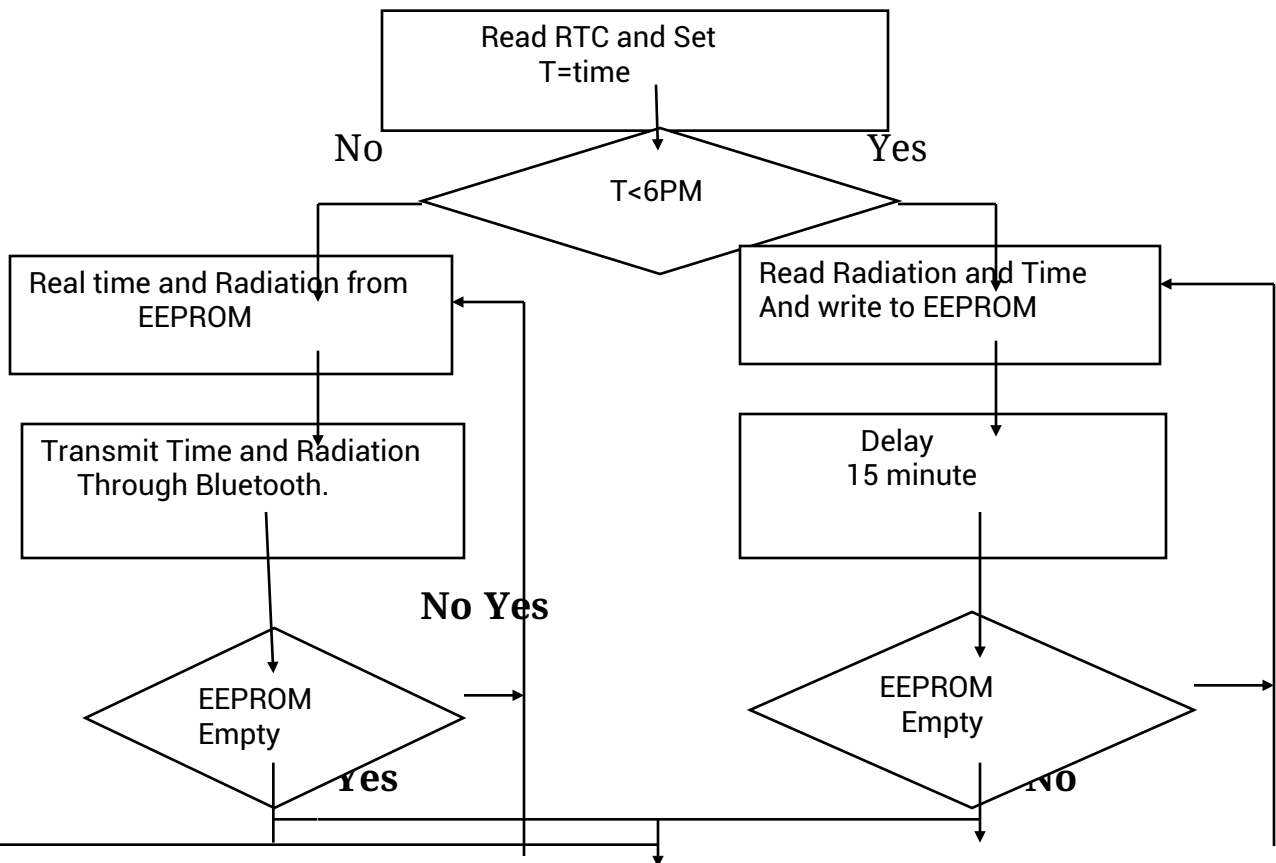 Read RTC and Set
T=time
No
Yes
T<6PM
Real time and Radiation from
EEPROM
Read Radiation and Time
And write to EEPROM
Transmit Time and Radiation
Through Bluetooth.
Delay
15 minute
No Yes
EEPROM
Empty
EEPROM
Empty
Yes
No